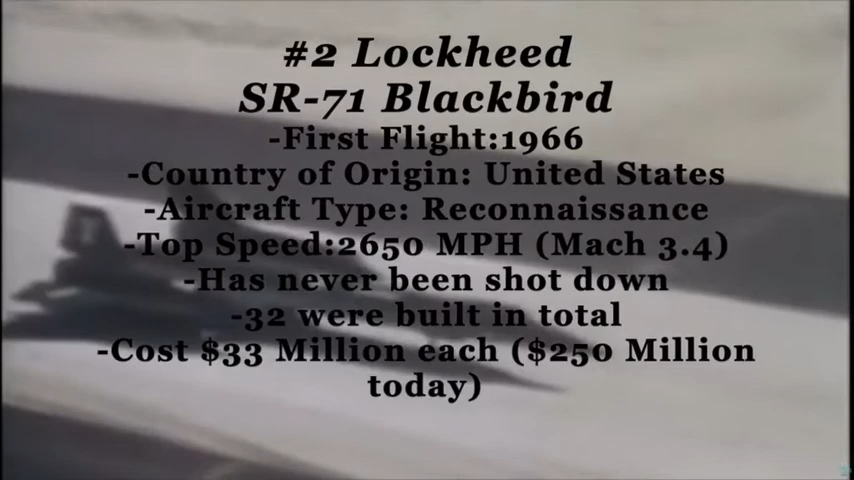 #2 Lockheed
SR-71 Blackbird
-First Flight:1966
-Country of Origin: United States
-Aircraft Type: Reconnaissance
-Top Speed:2650 MPH (Mach 3.4)
-Has never been shot down
-32 were built in total
-Cost $33 Million each ($250 Million
today)